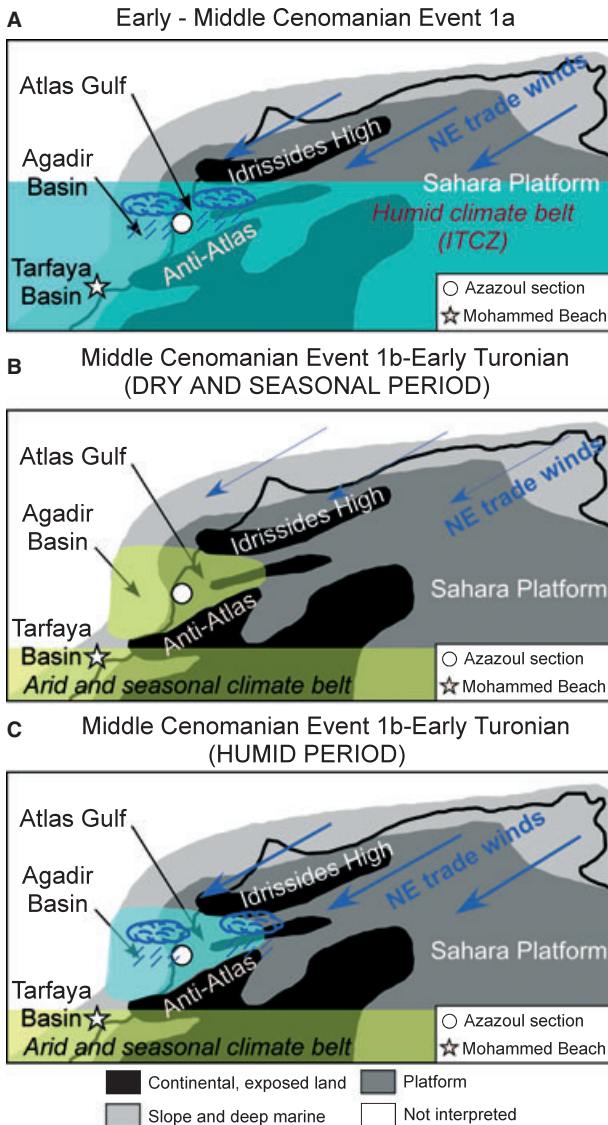 A
Early - Middle Cenomanian Event 1a
Atlas Gulf
NE trade winds
Idrissides High
Agadir
Basin
Sahara Platform
Humid climate belt
(ITCZ)
Anti-Atlas
Tarfaya
Basin
Azazoul section
Mohammed Beach
B
Middle Cenomanian Event 1b-Early Turonian
(DRY AND SEASONAL PERIOD)
Atlas Gulf
NE trade winds
Idrissides High
Agadir
Basin
Sahara Platform
Anti-Atlas
Tarfaya
Basin
Arid and seasonal climate belt
Azazoul section
Mohammed Beach
C
Middle Cenomanian Event 1b-Early Turonian
(HUMID PERIOD)
Atlas Gulf
NE trade winds
Idrissides High
Agadir
Basin
Sahara Platform
Anti-Atlas
Tarfaya
Basin
Arid and seasonal climate belt
Azazoul section
Mohammed Beach
Continental, exposed land
Platform
Slope and deep marine
Not interpreted